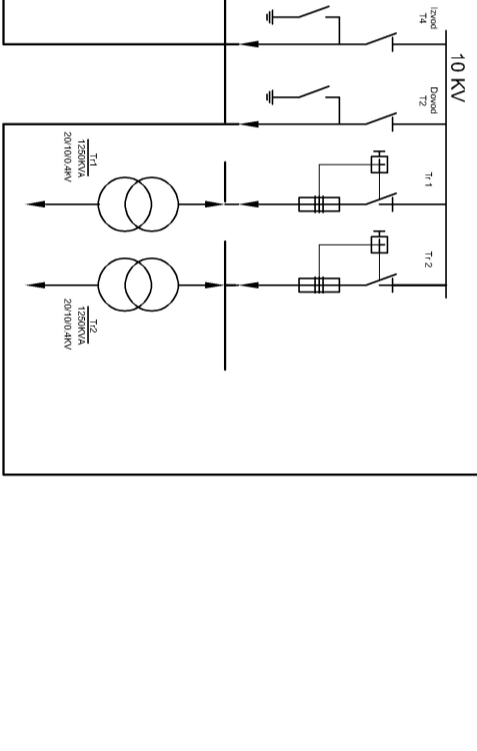 10 KV
Izvod
T4
Dovod
T2
Tr 1
Tr 2
Tr1
1250KVA
20/10/0.4KV
Tr2
1250KVA
20/10/0.4KV